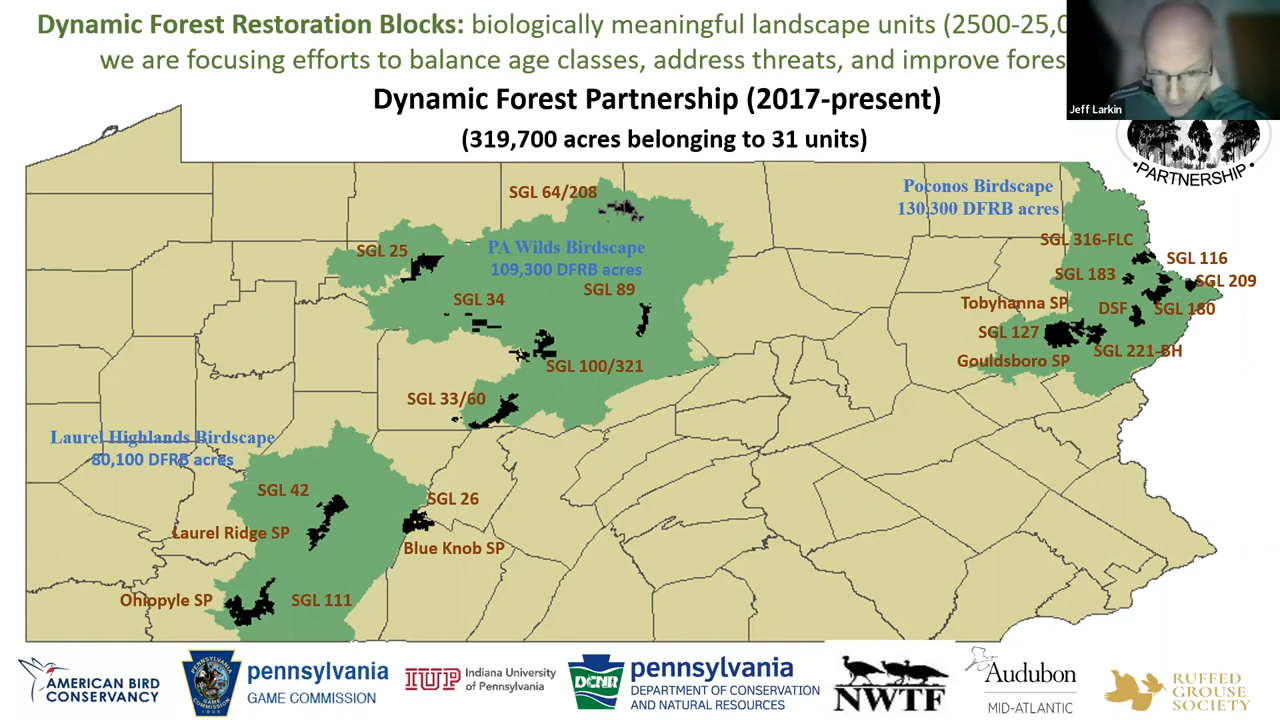 Dynamic Forest Restoration Blocks: biologically meaningful landscape units (2500-25,0
we are focusing efforts to balance age classes, address threats, and improve fores
Jeff Larkin
Dynamic Forest Partnership (2017-present)
(319,700 acres belonging to 31 units)
•PARTNERSHIP•
SGL 64/208
Poconos Birdscape
130,300 DFRB acres
SGL 25
PA Wilds Birdscape
109,300 DFRB acres
SGL 316-FLC
SGL 116
SGL 183
SGL 209
SGL 34
SGL 89
Tobyhanna SP
DSF
SGL 180
SGL 127
SGL 221-BH
SGL 100/321
Gouldsboro SP
SGL 33/60
Laurel Highlands Birdscape
80,100 DFRB acres
SGL 42
SGL 26
Laurel Ridge SP
Blue Knob SP
Ohiopyle SP
SGL 111
AMERICAN BIRD
CONSERVANCY
pennsylvania
GAME COMMISSION
IUP
Indiana University
of Pennsylvania
DCNR
pennsylvania
DEPARTMENT OF CONSERVATION
AND NATURAL RESOURCES
NWTF
Audubon
MID-ATLANTIC
RUFFED
GROUSE
SOCIETY